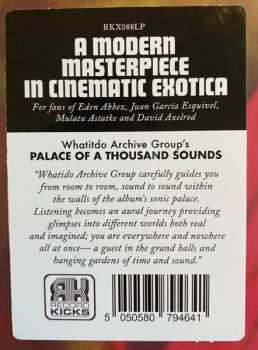 RKX088LP
A MODERN
MASTERPIECE
IN CINEMATIC EXOTICA
For fans of Eden Ahbez, Juan García Esquivel,
Mulatu Astatke and David Axelrod
Whatitdo Archive Group's
PALACE OF A THOUSAND SOUNDS
"Whatido Archive Group carefully guides you
from room to room, sound to sound within
the walls of the album's sonic palace.
Listening becomes an aural journey providing
glimpses into different worlds both real
and imagined; you are everywhere and nowhere
all at once— a guest in the grand halls and
hanging gardens of time and sound."
RK
RECORD
KICKS
5 050580 794641